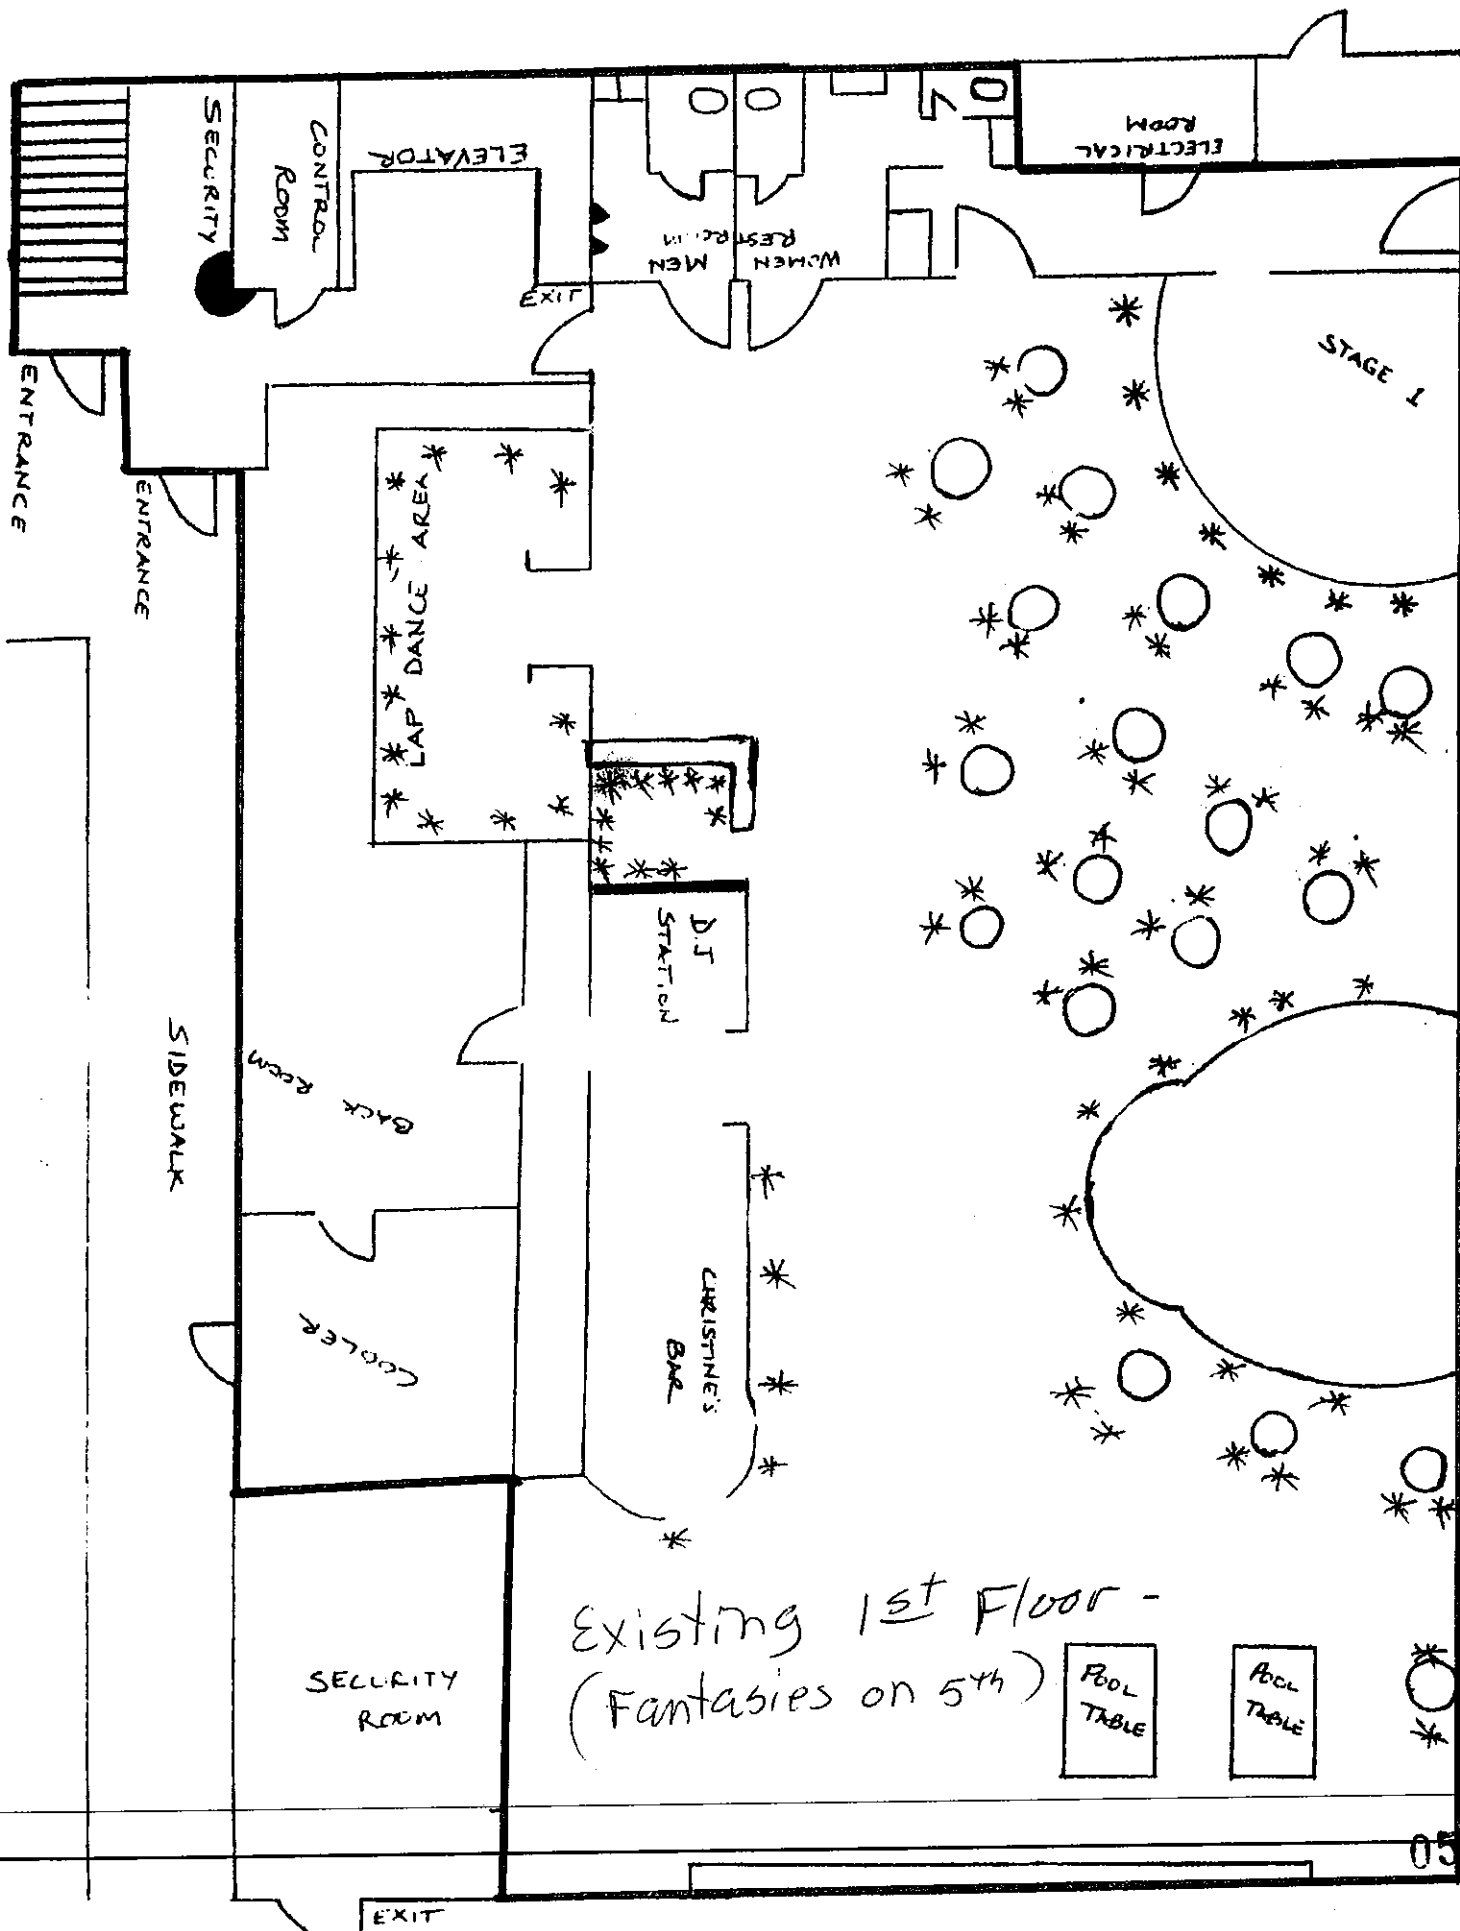 SECURITY
CONTROL
ROOM
ELEVATOR
MEN
WOMEN
RESTROOM
ELECTRICAL
ROOM
EXIT
STAGE 1
ENTRANCE
ENTRANCE
LAP DANCE AREA
D.J
STATION
SIDEWALK
BACK ROOM
COOLER
CHRISTINE'S
BAR
Existing 1st Floor -
(Fantasies on 5th)
SECURITY
ROOM
POOL
TABLE
POOL
TABLE
05
EXIT